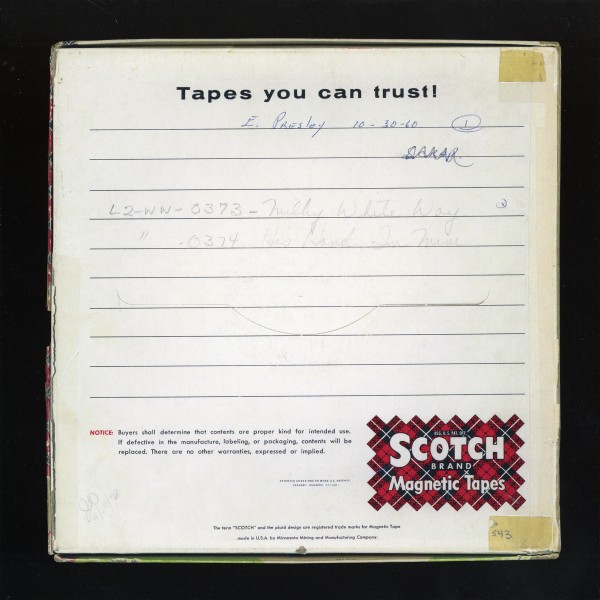 Tapes you can trust!
E. Presley 10-30-60 1
L2-WW-0373 - Milky White Way
" -0374 His Hand In Mine
NOTICE: Buyers shall determine that contents are proper kind for intended use.
If defective in the manufacture, labeling, or packaging, contents will be
replaced. There are no other warranties, expressed or implied.
REG. U.S. PAT. OFF.
SCOTCH
BRAND
Magnetic Tapes
The term "SCOTCH" and the plaid design are registered trade marks for Magnetic Tape
made in U.S.A. by Minnesota Mining and Manufacturing Company.
543